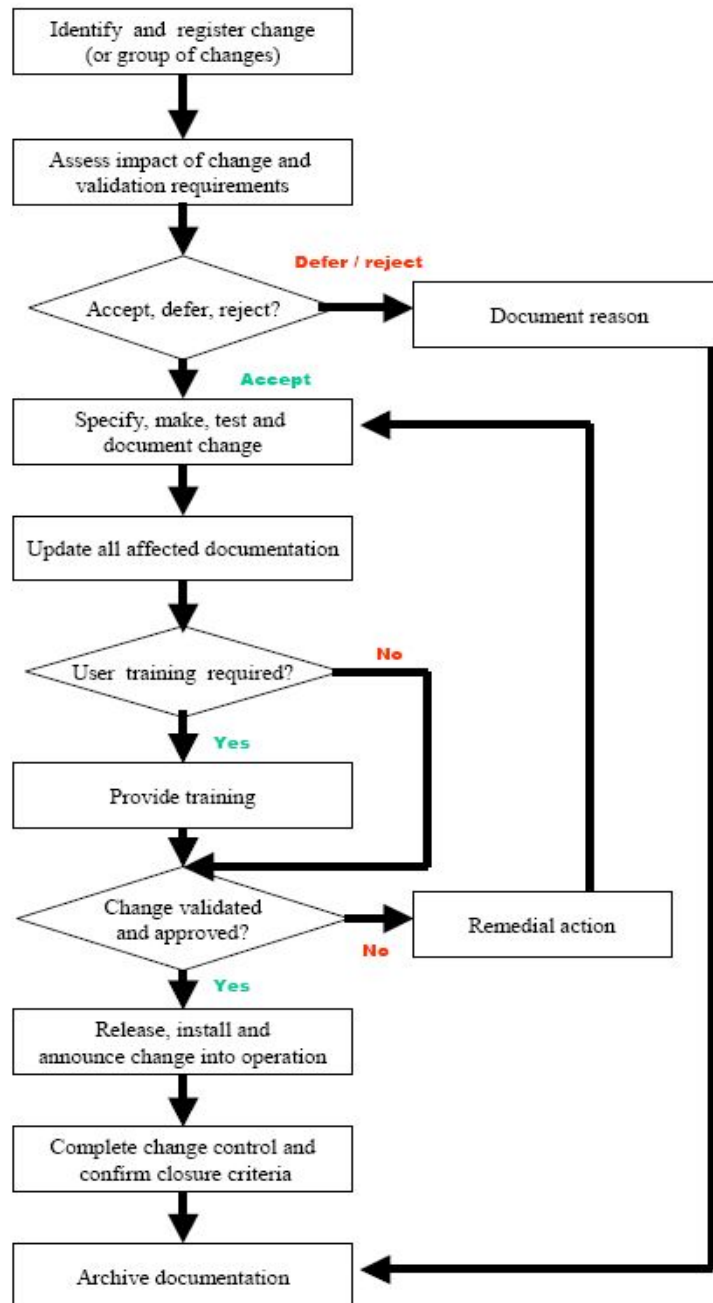 Identify and register change
(or group of changes)
Assess impact of change and
validation requirements
Defer / reject
Accept, defer, reject?
Document reason
Accept
Specify, make, test and
document change
Update all affected documentation
No
User training required?
Yes
Provide training
Change validated
and approved?
Remedial action
No
Yes
Release, install and
announce change into operation
Complete change control and
confirm closure criteria
Archive documentation